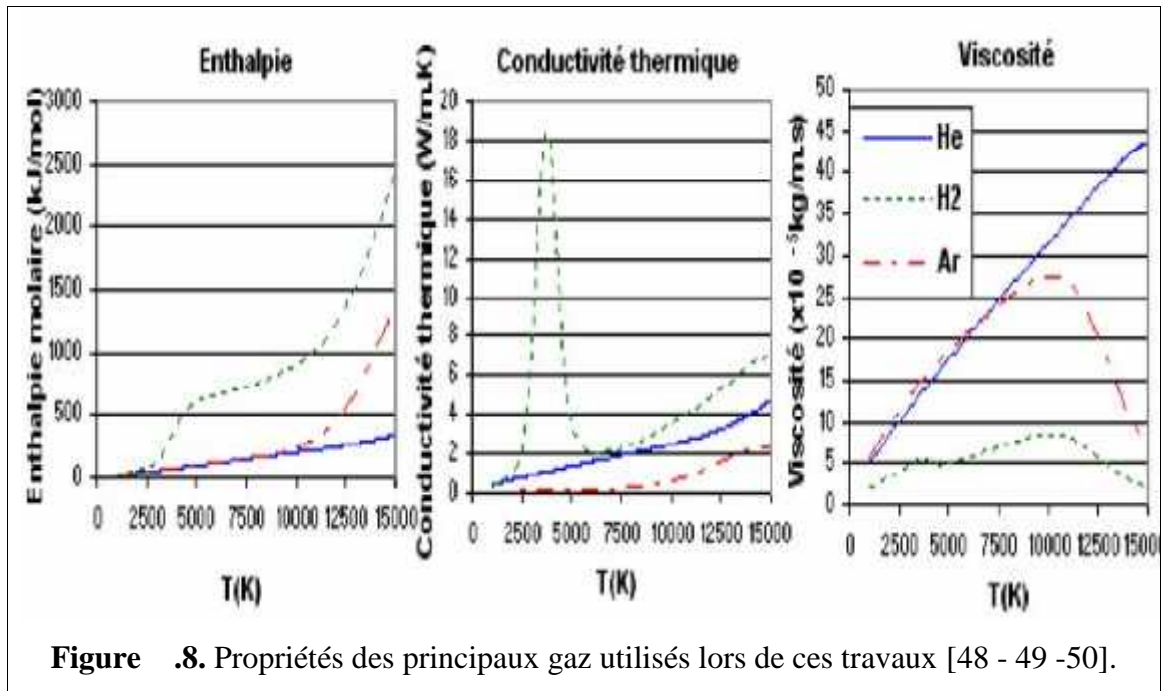 Enthalpie
Enthalpie molaire (kJ/mol)
3000
2500
2000
1500
1000
500
0
0 2500 5000 7500 10000 12500 15000
T(K)
Conductivité thermique
Conductivité thermique (W/m.K)
20
18
16
14
12
10
8
6
4
2
0
0 2500 5000 7500 10000 12500 15000
T(K)
Viscosité
Viscosité (x10 -5kg/m.s)
50
45
40
35
30
25
20
15
10
5
0
He
H2
Ar
0 2500 5000 7500 10000 12500 15000
T(K)
Figure .8. Propriétés des principaux gaz utilisés lors de ces travaux [48 - 49 -50].